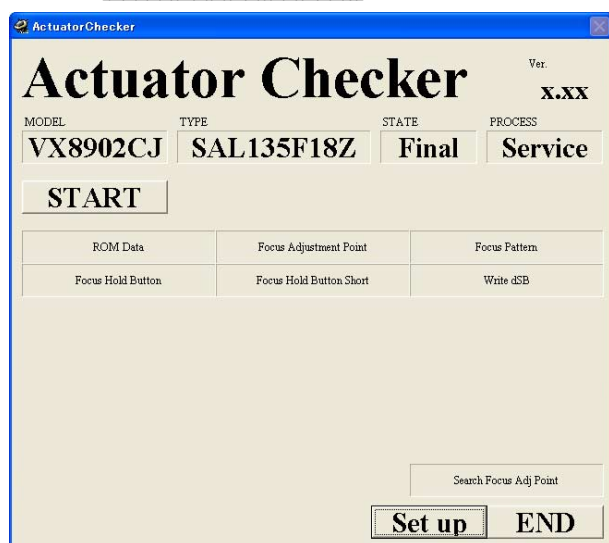 ActuatorChecker
Actuator Checker
Ver.
x.xx
MODEL TYPE STATE PROCESS
VX8902CJ SAL135F18Z Final Service
START
ROM Data Focus Adjustment Point Focus Pattern
Focus Hold Button Focus Hold Button Short Write dSB
Search Focus Adj Point
Set up END